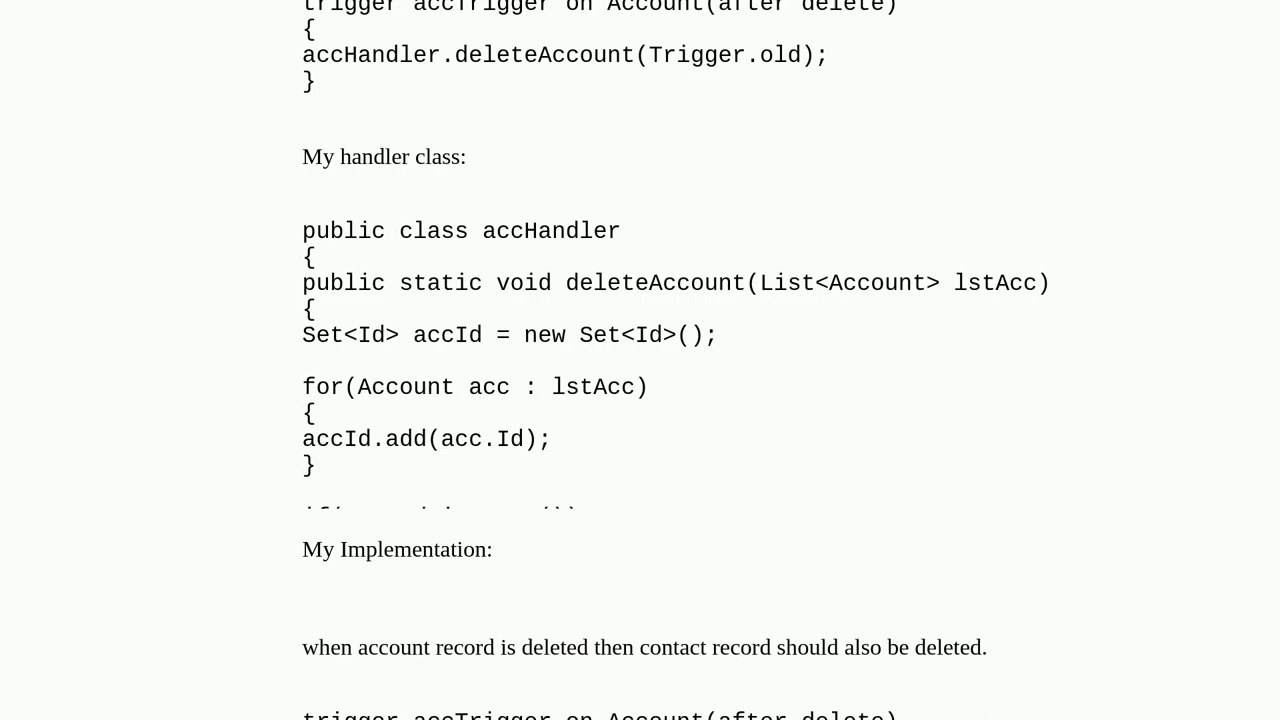 trigger accTrigger on Account(after delete)
{
accHandler.deleteAccount(Trigger.old);
}
My handler class:
public class accHandler
{
public static void deleteAccount(List<Account> lstAcc)
{
Set<Id> accId = new Set<Id>();
for(Account acc : lstAcc)
{
accId.add(acc.Id);
}
My Implementation:
when account record is deleted then contact record should also be deleted.
trigger accTrigger on Account(after delete)